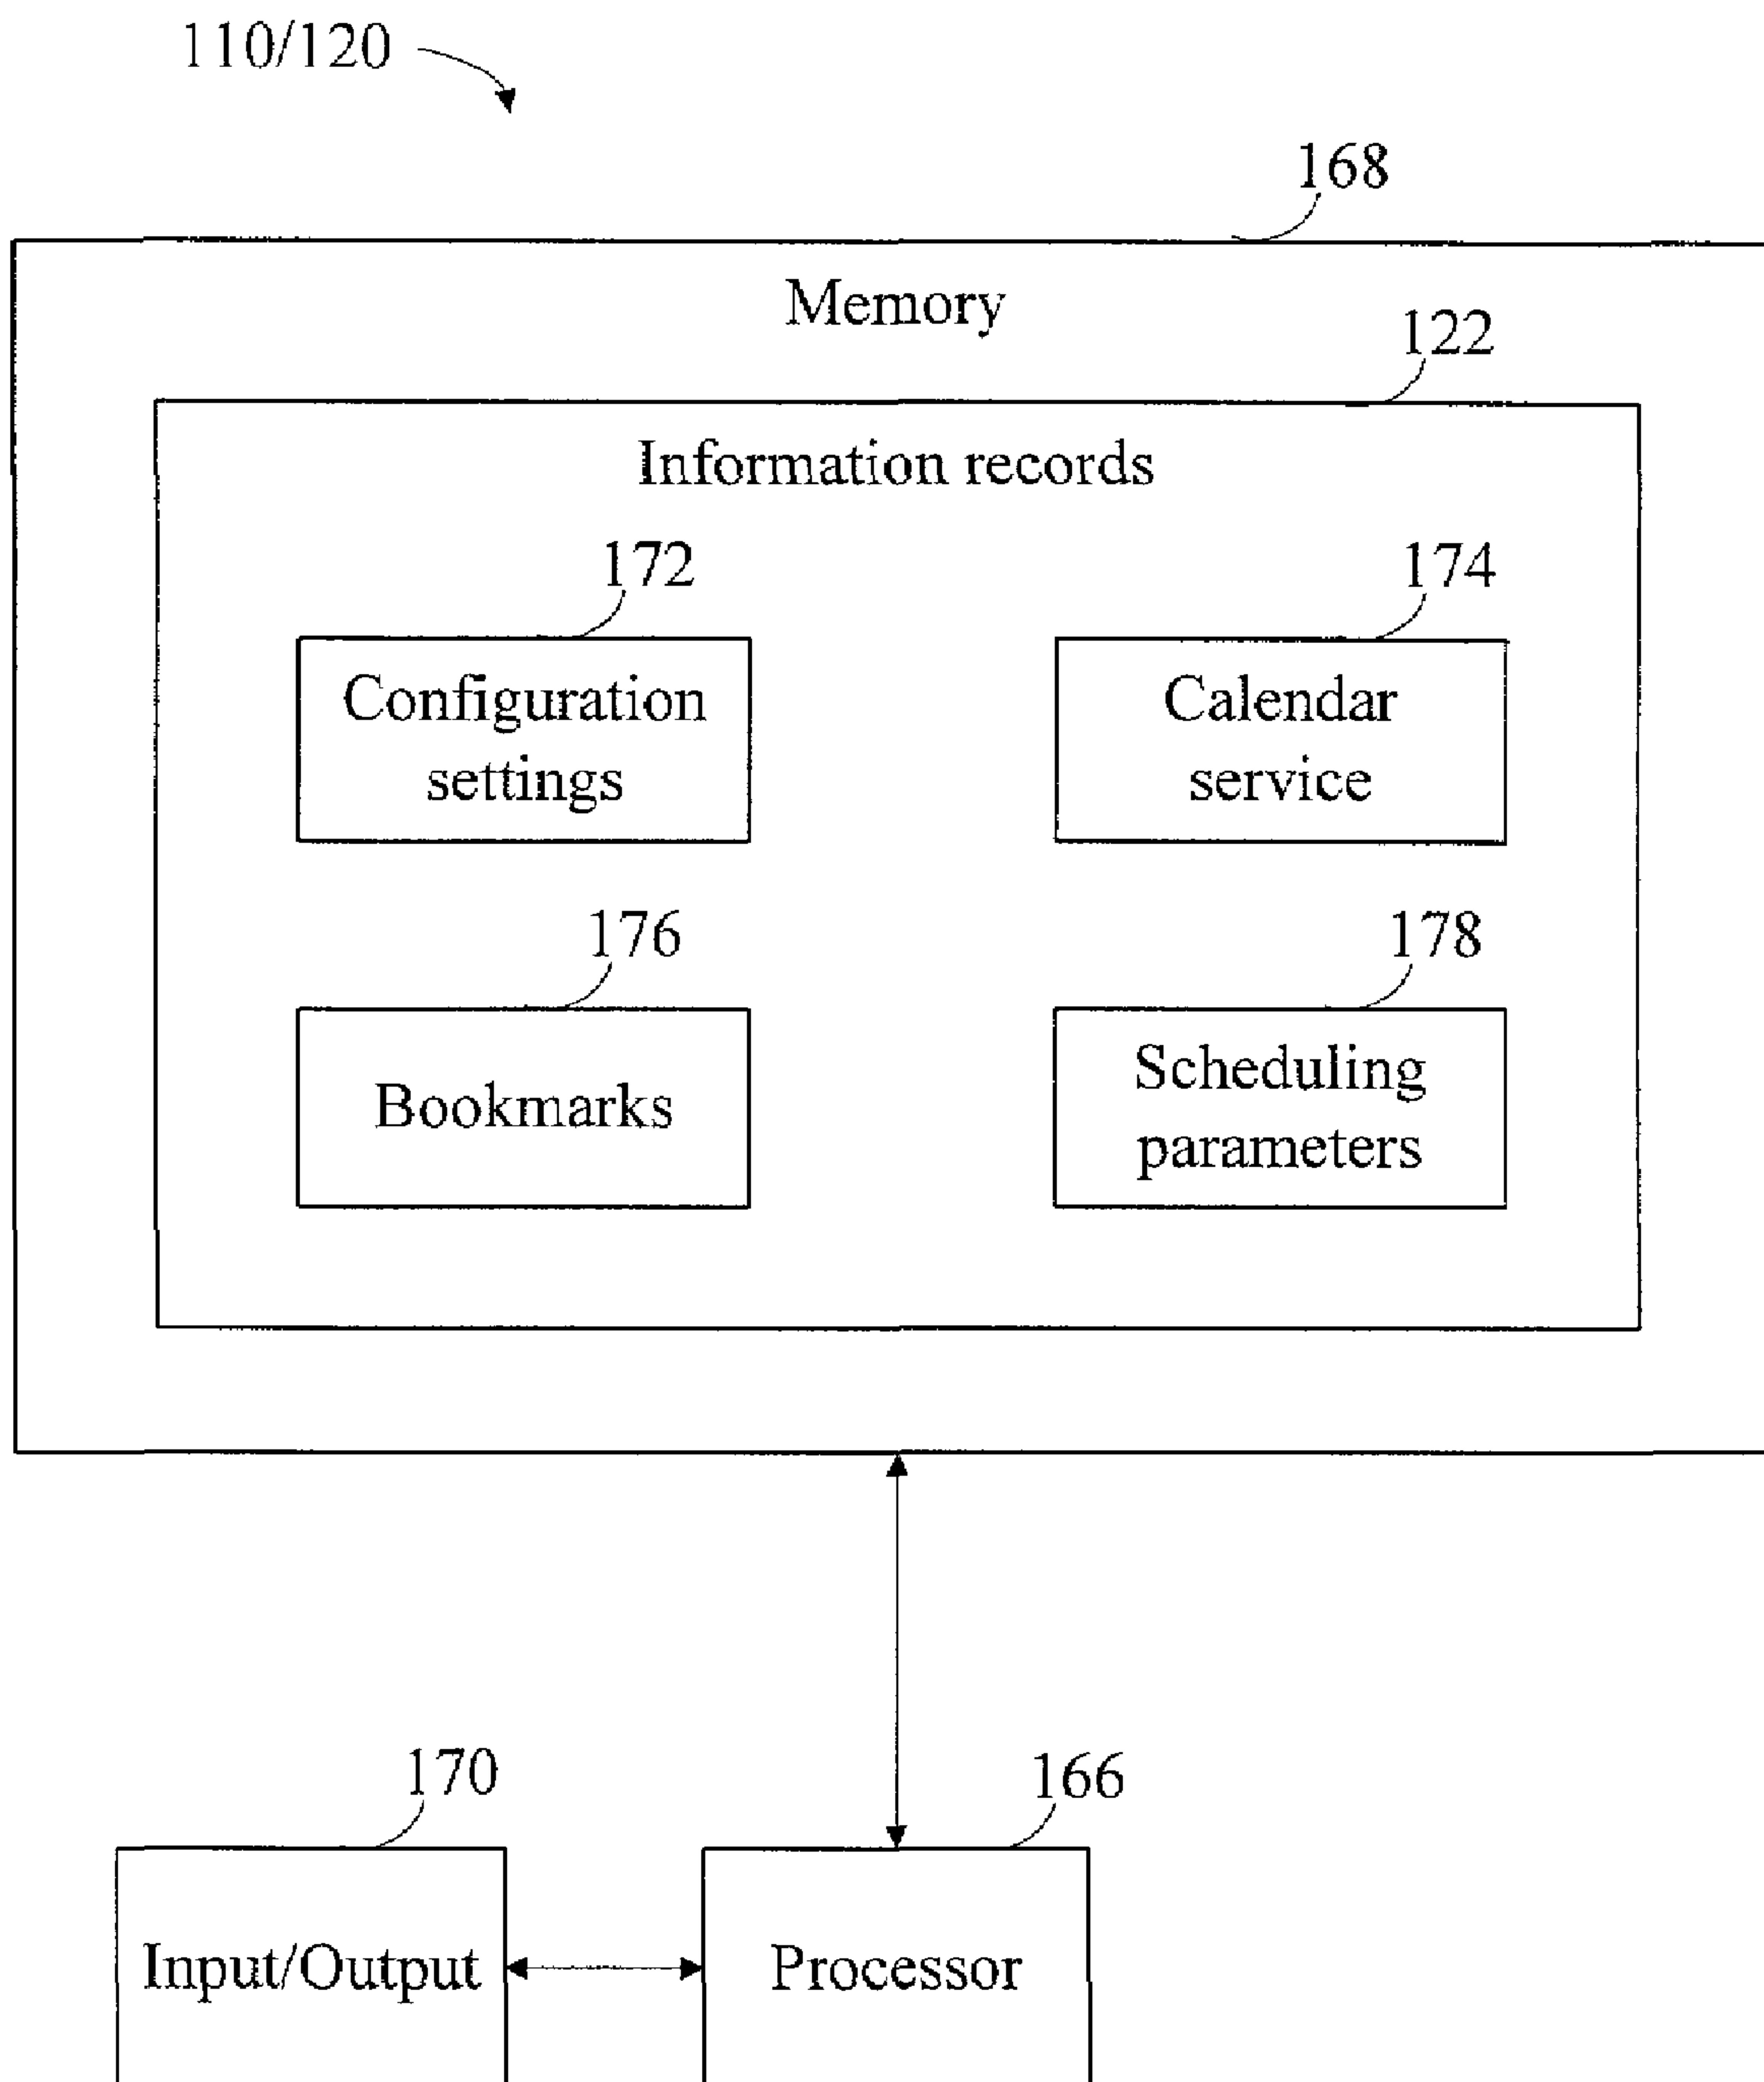 110/120
168
Memory
122
Information records
172
174
Configuration
settings
Calendar
service
176
178
Bookmarks
Scheduling
parameters
170
166
Input/Output
Processor